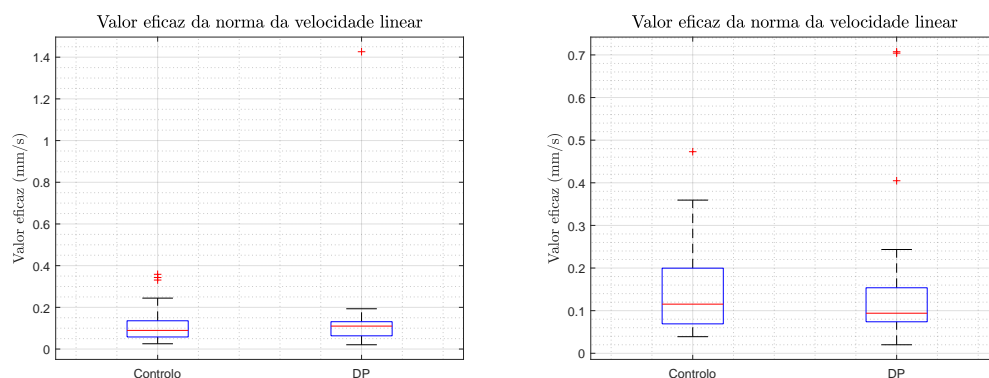 Valor eficaz da norma da velocidade linear
Valor eficaz (mm/s)
1.4
1.2
1
0.8
0.6
0.4
0.2
0
Controlo
DP
Valor eficaz da norma da velocidade linear
Valor eficaz (mm/s)
0.7
0.6
0.5
0.4
0.3
0.2
0.1
0
Controlo
DP